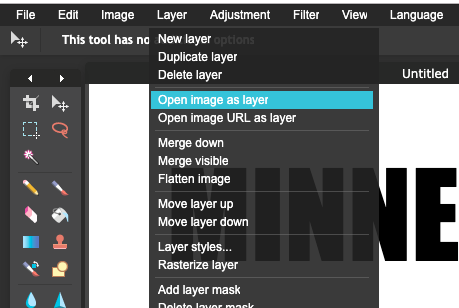 File Edit Image Layer Adjustment Filter View Language
This tool has no additional options
New layer
Duplicate layer
Delete layer
Untitled
Open image as layer
Open image URL as layer
Merge down
Merge visible
Flatten image
MINNE
Move layer up
Move layer down
Layer styles...
Rasterize layer
Add layer mask
Delete layer mask